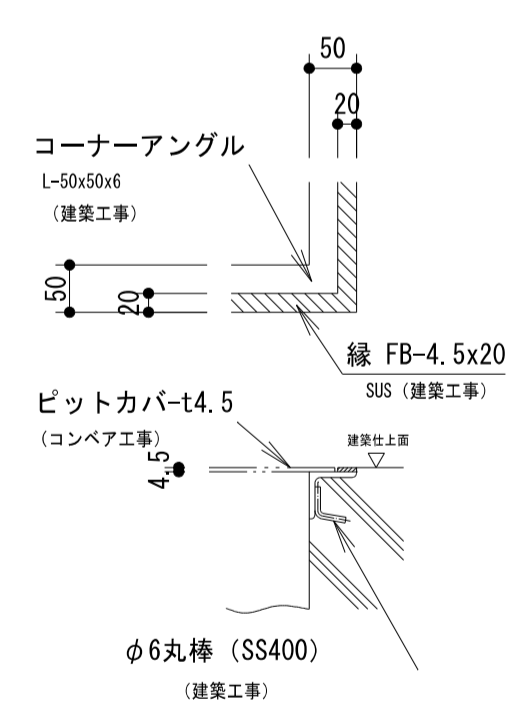 50
20
コーナーアングル
L-50x50x6
（建築工事）
50
20
縁 FB-4.5x20
SUS（建築工事）
ピットカバ-t4.5
（コンベア工事）
建築仕上面
4.5
φ6丸棒（SS400）
（建築工事）